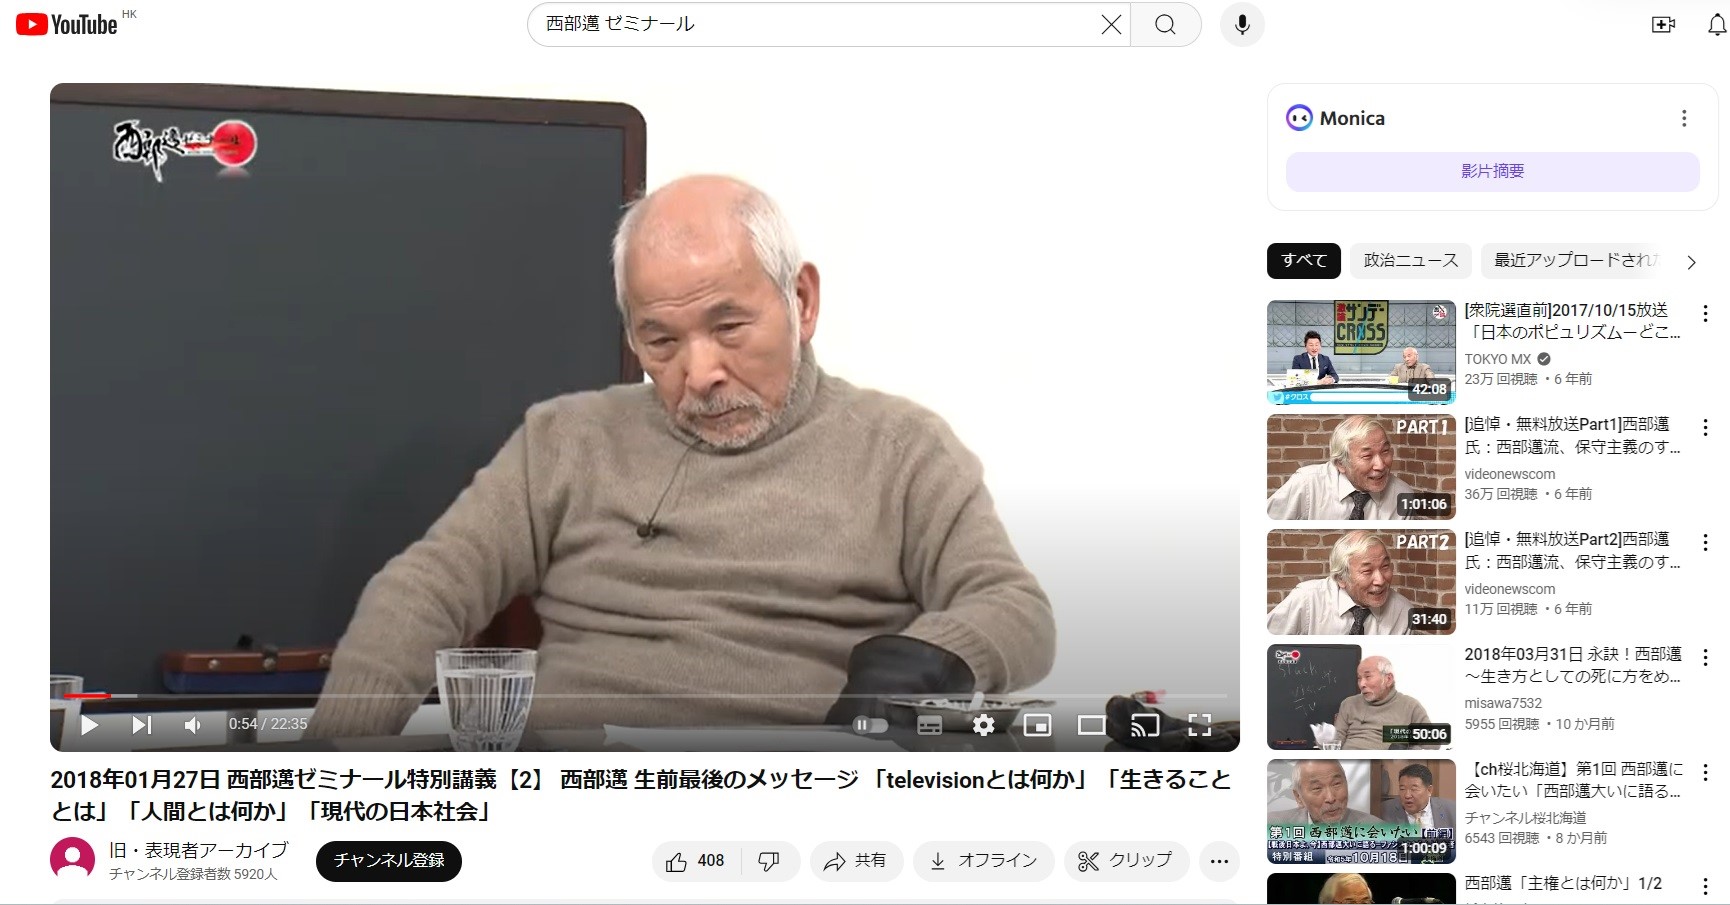 YouTube HK
西部邁 ゼミナール
西部邁ゼミナール
0:54 / 22:35
2018年01月27日 西部邁ゼミナール特別講義【2】 西部邁 生前最後のメッセージ 「televisionとは何か」「生きること
とは」「人間とは何か」「現代の日本社会」
旧・表現者アーカイブ
チャンネル登録者数 5920人
チャンネル登録
408
共有
オフライン
クリップ
Monica
影片摘要
すべて
政治ニュース
最近アップロードされた
サンデー
CROSS
#クロス
42:08
[衆院選直前]2017/10/15放送
「日本のポピュリズムーどこ...
TOKYO MX
23万 回視聴 ・6 年前
PART1
1:01:06
[追悼・無料放送Part1]西部邁
氏：西部邁流、保守主義のす...
videonewscom
36万 回視聴 ・6 年前
PART2
31:40
[追悼・無料放送Part2]西部邁
氏：西部邁流、保守主義のす...
videonewscom
11万 回視聴 ・6 年前
50:06
2018年03月31日 永訣！西部邁
～生き方としての死に方をめ...
misawa7532
5955 回視聴 ・10 か月前
第1回 西部邁に会いたい【前編】
特別番組
10月18
1:00:09
【ch桜北海道】第1回 西部邁に
会いたい「西部邁大いに語る...
チャンネル桜北海道
6543 回視聴 ・8 か月前
西部邁「主権とは何か」1/2